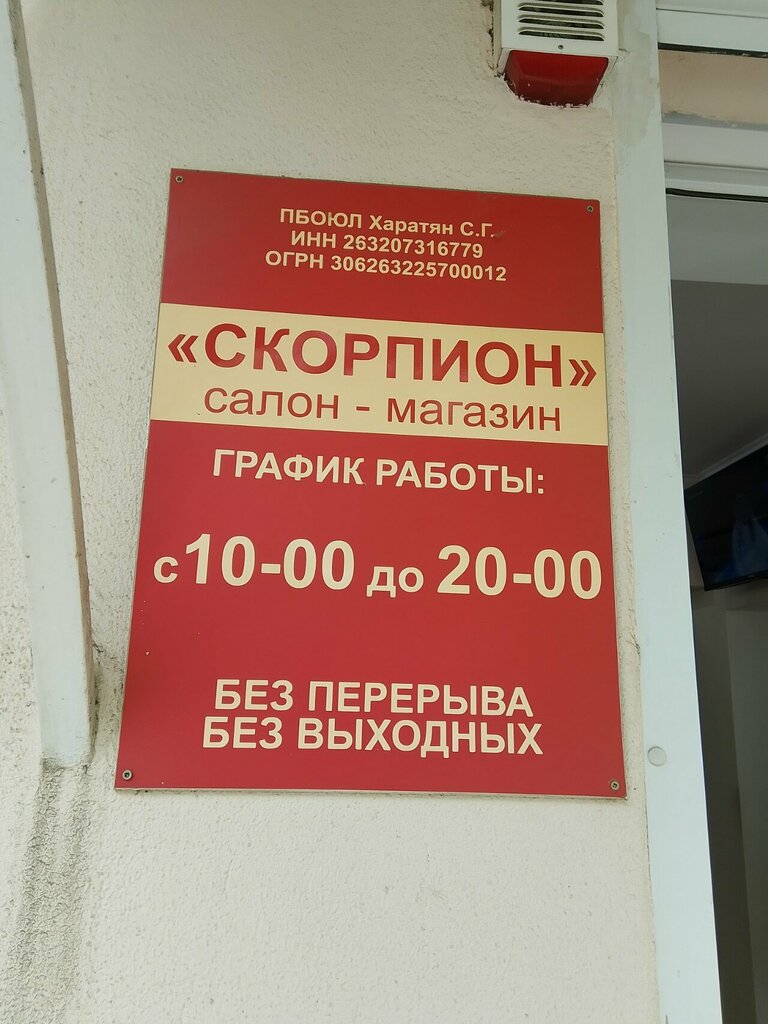 ПБОЮЛ Харатян С.Г.
ИНН 263207316779
ОГРН 306263225700012
«СКОРПИОН»
салон - магазин
ГРАФИК РАБОТЫ:
с 10-00 до 20-00
БЕЗ ПЕРЕРЫВА
БЕЗ ВЫХОДНЫХ